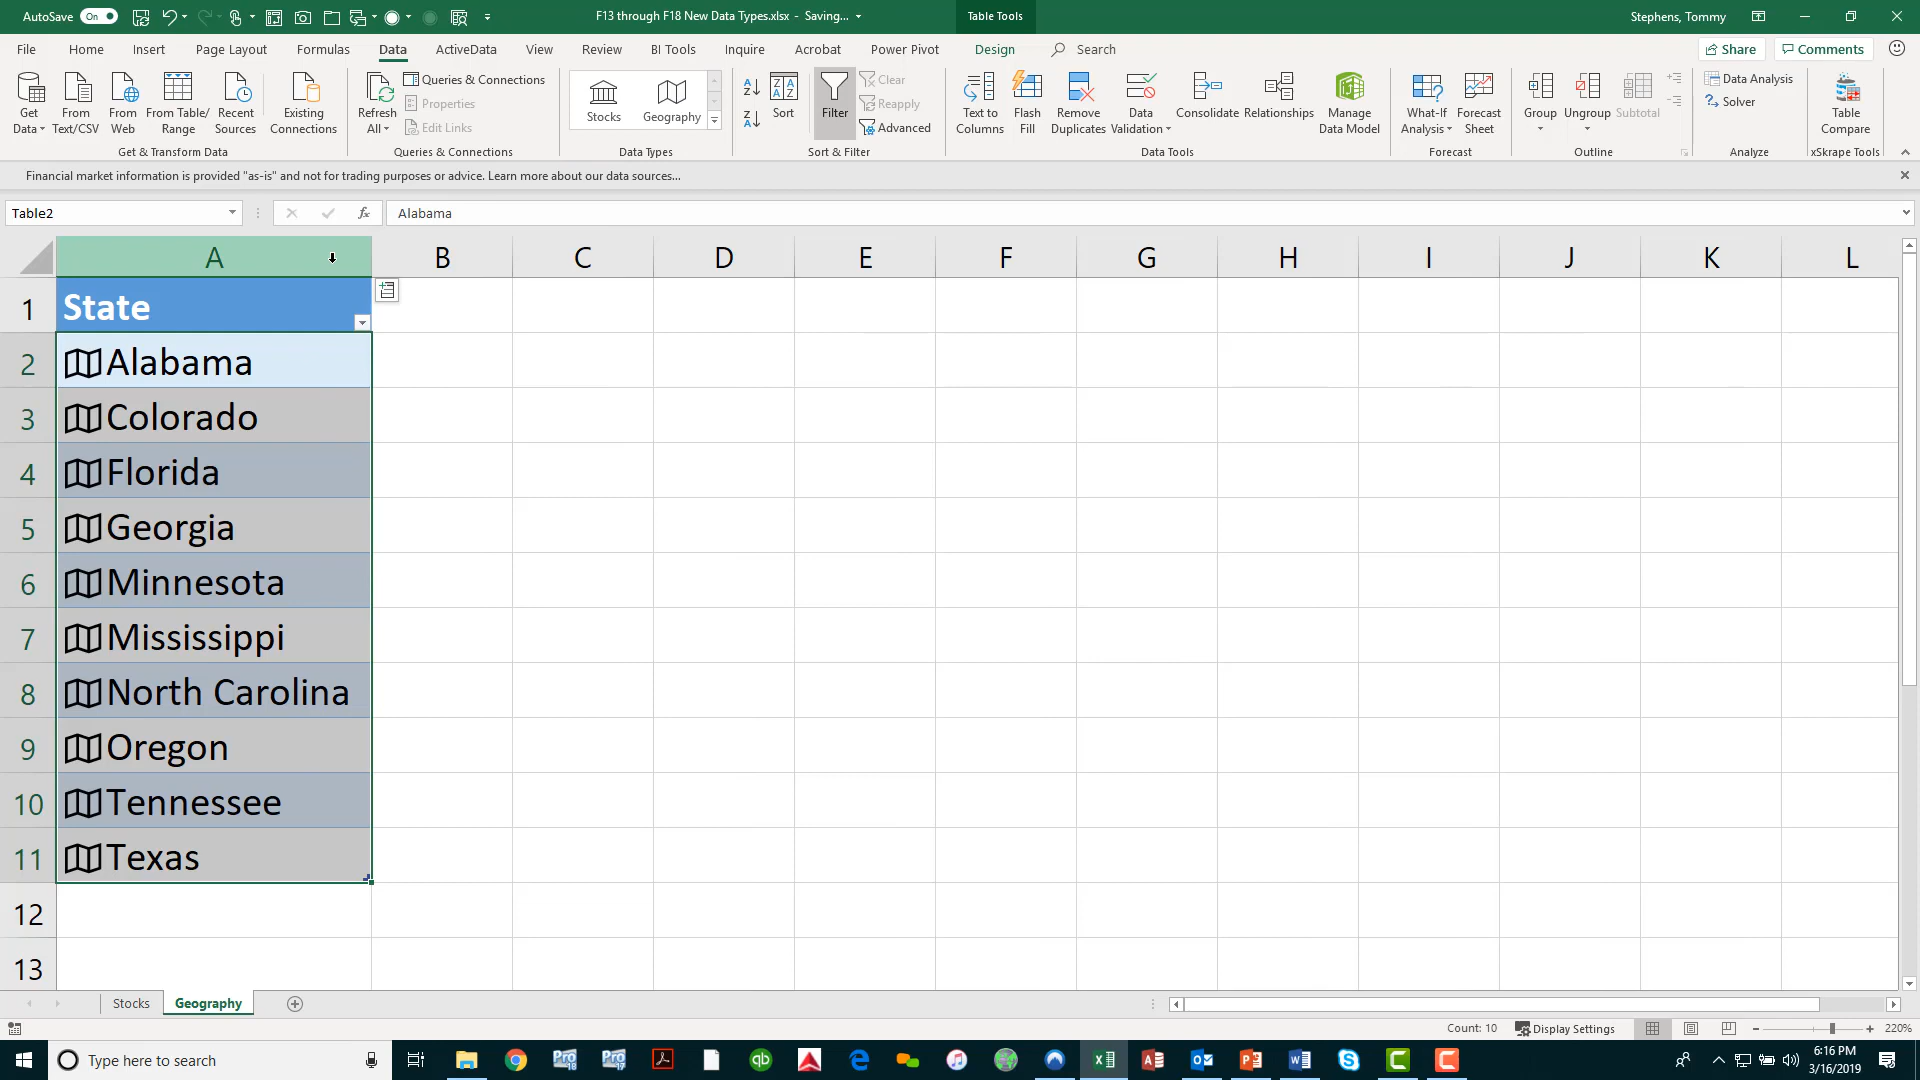 AutoSave On
F13 through F18 New Data Types.xlsx - Saving...
Table Tools
Stephens, Tommy
File Home Insert Page Layout Formulas Data ActiveData View Review BI Tools Inquire Acrobat Power Pivot Design Search Share Comments
Get Data
From Text/CSV
From Web
From Table/ Range
Recent Sources
Existing Connections
Get & Transform Data
Refresh All
Queries & Connections
Properties
Edit Links
Queries & Connections
Stocks
Geography
Data Types
Sort
Filter
Clear
Reapply
Advanced
Sort & Filter
Text to Columns
Flash Fill
Remove Duplicates
Data Validation
Consolidate
Relationships
Manage Data Model
Data Tools
What-If Analysis
Forecast Sheet
Forecast
Group
Ungroup
Subtotal
Outline
Data Analysis
Solver
Analyze
Table Compare
xSkrape Tools
Financial market information is provided "as-is" and not for trading purposes or advice. Learn more about our data sources...
Table2
fx
Alabama
A B C D E F G H I J K L
1 State
2 Alabama
3 Colorado
4 Florida
5 Georgia
6 Minnesota
7 Mississippi
8 North Carolina
9 Oregon
10 Tennessee
11 Texas
12
13
Stocks Geography
Count: 10 Display Settings 220%
Type here to search
6:16 PM
3/16/2019